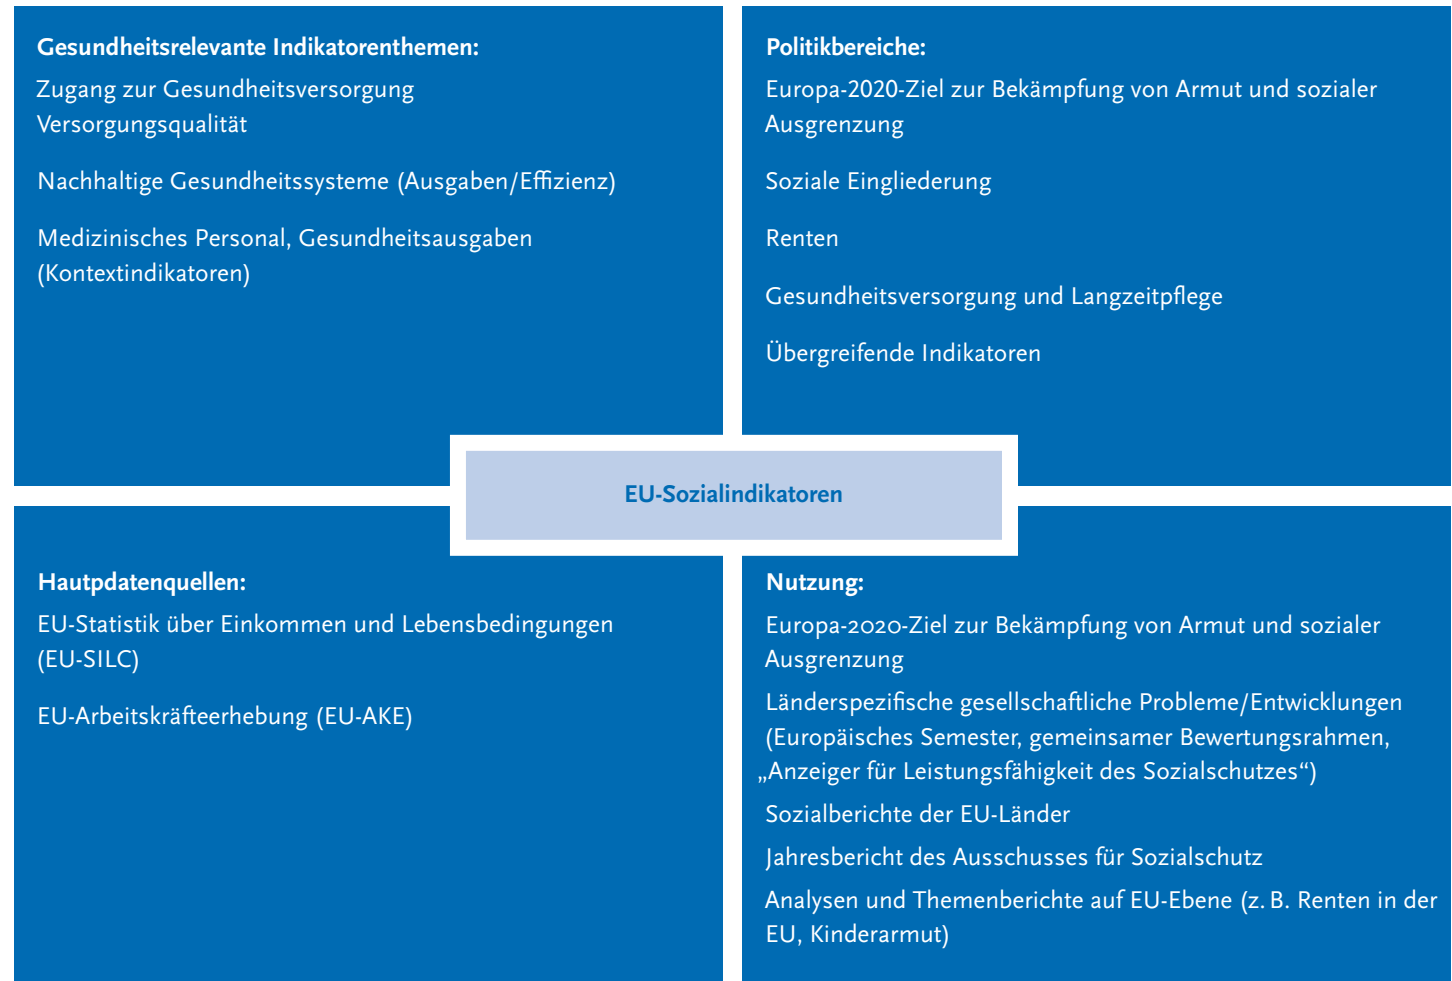 Gesundheitsrelevante Indikatorenthemen:
Zugang zur Gesundheitsversorgung
Versorgungsqualität
Nachhaltige Gesundheitssysteme (Ausgaben/Effizienz)
Medizinisches Personal, Gesundheitsausgaben
(Kontextindikatoren)
Politikbereiche:
Europa-2020-Ziel zur Bekämpfung von Armut und sozialer
Ausgrenzung
Soziale Eingliederung
Renten
Gesundheitsversorgung und Langzeitpflege
Übergreifende Indikatoren
EU-Sozialindikatoren
Hautpdatenquellen:
EU-Statistik über Einkommen und Lebensbedingungen
(EU-SILC)
EU-Arbeitskräfteerhebung (EU-AKE)
Nutzung:
Europa-2020-Ziel zur Bekämpfung von Armut und sozialer
Ausgrenzung
Länderspezifische gesellschaftliche Probleme/Entwicklungen
(Europäisches Semester, gemeinsamer Bewertungsrahmen,
„Anzeiger für Leistungsfähigkeit des Sozialschutzes“)
Sozialberichte der EU-Länder
Jahresbericht des Ausschusses für Sozialschutz
Analysen und Themenberichte auf EU-Ebene (z. B. Renten in der
EU, Kinderarmut)